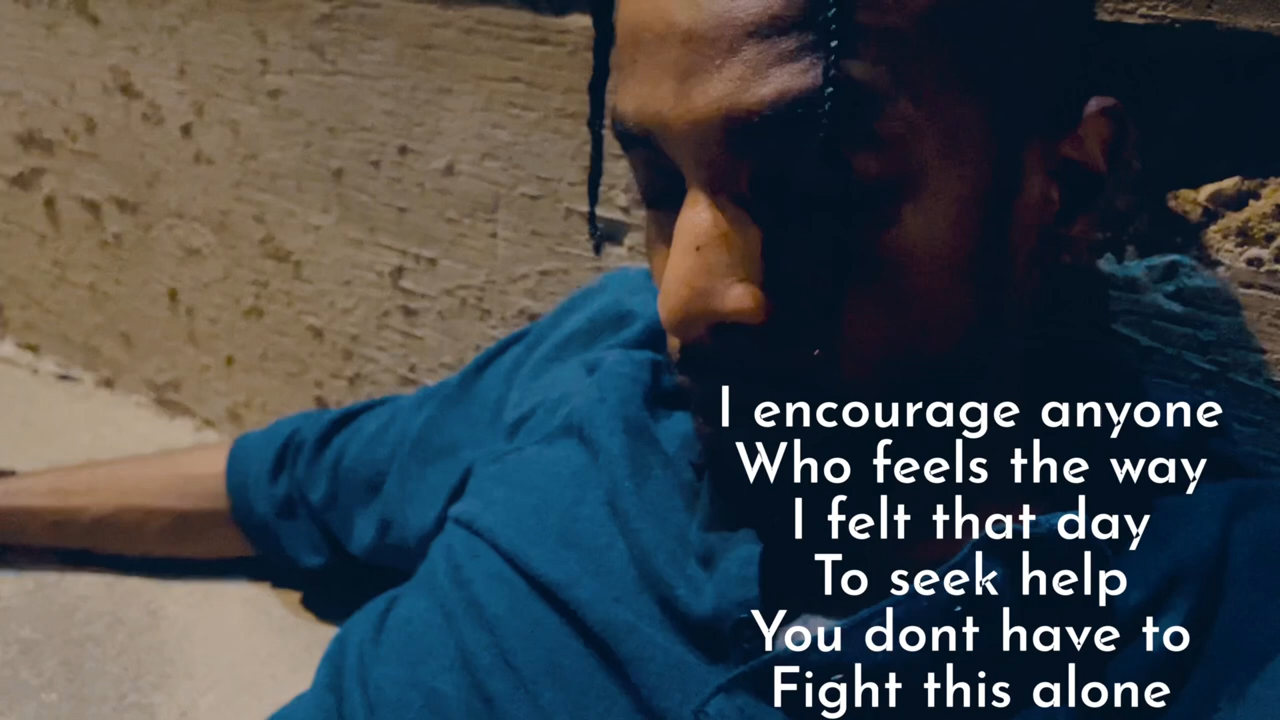 I encourage anyone
Who feels the way
I felt that day
To seek help
You dont have to
Fight this alone